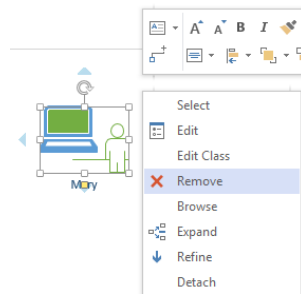 A A B I
Select
Edit
Edit Class
Mary
Remove
Browse
Expand
Refine
Detach